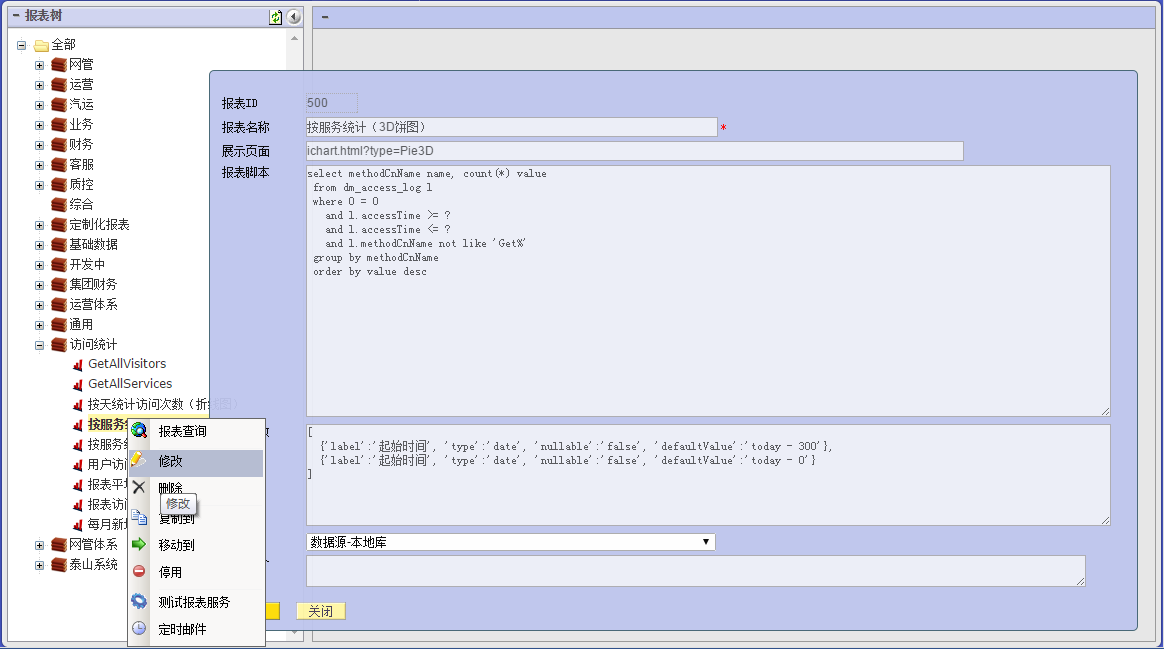 报表树
全部
网管
运营
汽运
业务
财务
客服
质控
综合
定制化报表
基础数据
开发中
集团财务
运营体系
通用
访问统计
GetAllVisitors
GetAllServices
按天统计访问次数（折线图）
按服务
按服务
用户访
报表平
报表访
每月新
网管体系
泰山系统
报表查询
修改
删除
修改
复制到
移动到
停用
测试报表服务
定时邮件
报表ID
500
报表名称
按服务统计（3D饼图）
*
展示页面
ichart.html?type=Pie3D
报表脚本
select methodCnName name, count(*) value
from dm_access_log l
where 0 = 0
and l.accessTime >= ?
and l.accessTime <= ?
and l.methodCnName not like 'Get%'
group by methodCnName
order by value desc
[
{'label':'起始时间', 'type':'date', 'nullable':'false', 'defaultValue':'today - 300'},
{'label':'起始时间', 'type':'date', 'nullable':'false', 'defaultValue':'today - 0'}
]
数据源-本地库
关闭